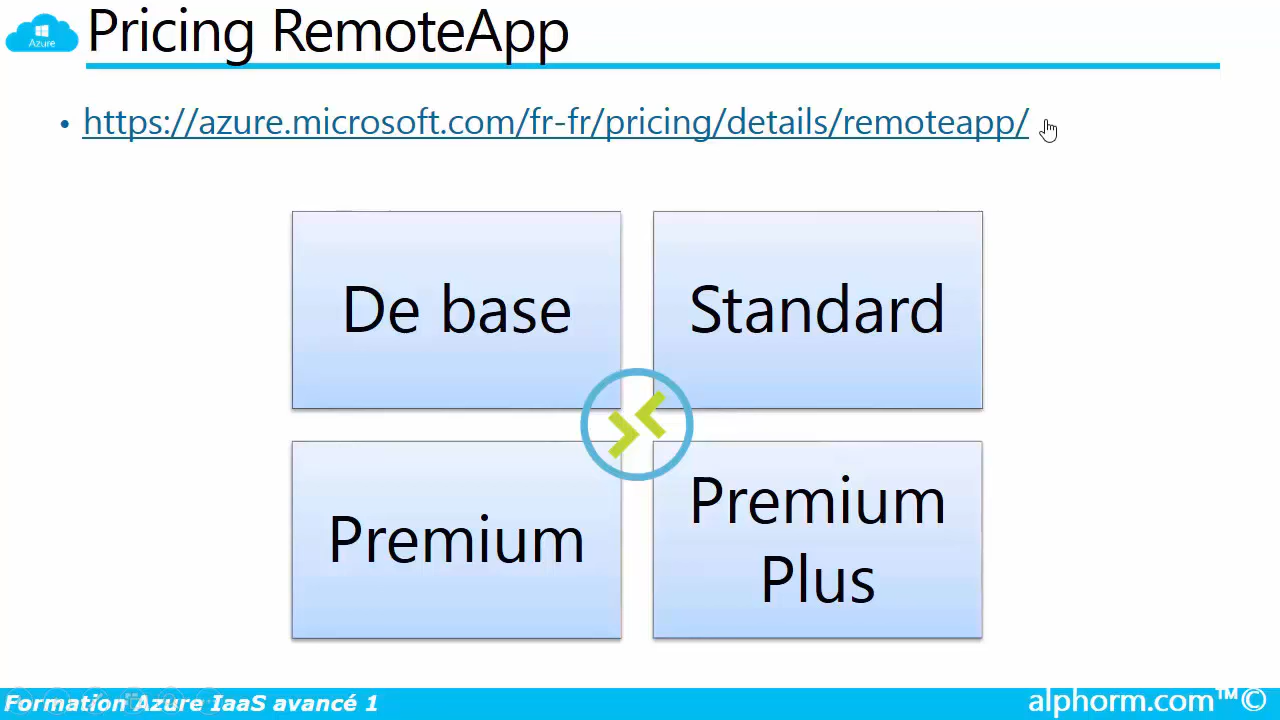 Azure
Pricing RemoteApp
• https://azure.microsoft.com/fr-fr/pricing/details/remoteapp/
De base
Standard
Premium
Premium
Plus
Formation Azure IaaS avancé 1
alphorm.com™©